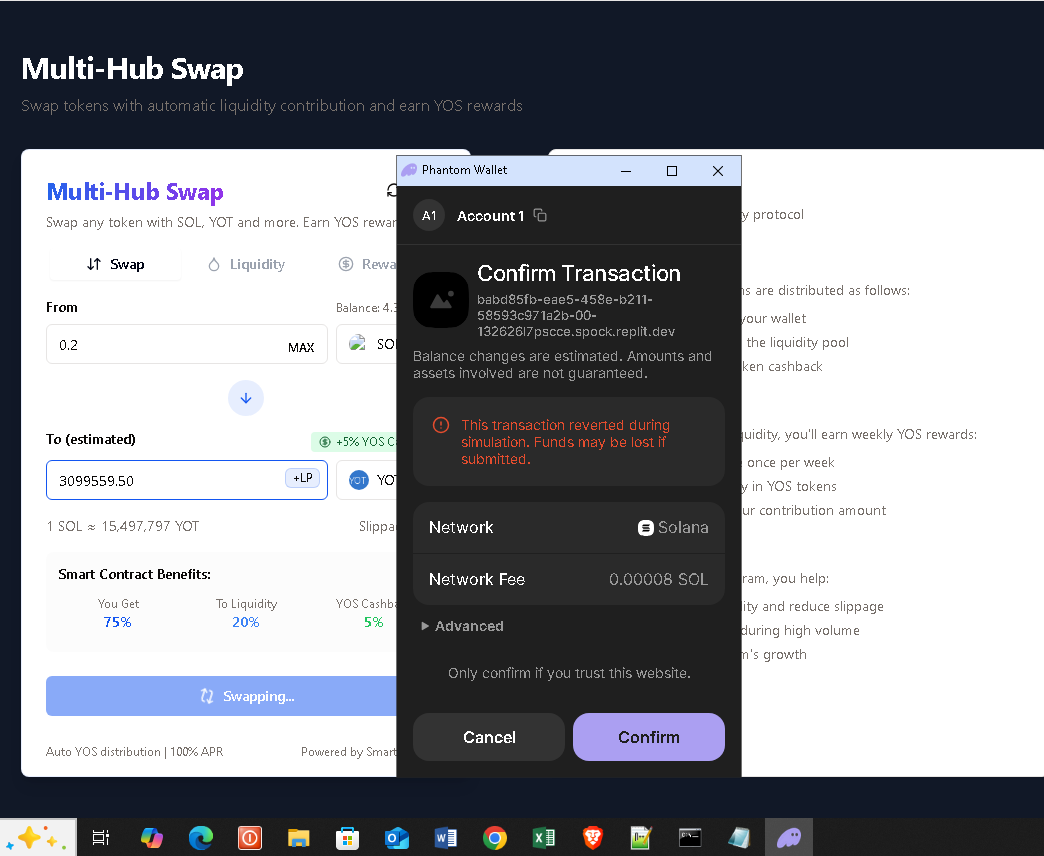 Multi-Hub Swap
Swap tokens with automatic liquidity contribution and earn YOS rewards
Multi-Hub Swap
Swap any token with SOL, YOT and more. Earn YOS rewar
Swap
Liquidity
Rewa
From
Balance: 4.3
0.2
MAX
SOL
To (estimated)
+5% YOS C
3099559.50
+LP
YOT
YOT
1 SOL ≈ 15,497,797 YOT
Slippa
Smart Contract Benefits:
You Get
To Liquidity
YOS Cashba
75%
20%
5%
Swapping...
Auto YOS distribution | 100% APR
Powered by Smart
Phantom Wallet
A1
Account 1
Confirm Transaction
babd85fb-eae5-458e-b211-
58593c971a2b-00-
132626l7pscce.spock.replit.dev
Balance changes are estimated. Amounts and
assets involved are not guaranteed.
This transaction reverted during
simulation. Funds may be lost if
submitted.
Network
Solana
Network Fee
0.00008 SOL
Advanced
Only confirm if you trust this website.
Cancel
Confirm
y protocol
ns are distributed as follows:
your wallet
the liquidity pool
ken cashback
quidity, you'll earn weekly YOS rewards:
once per week
y in YOS tokens
ur contribution amount
ram, you help:
lity and reduce slippage
during high volume
m's growth